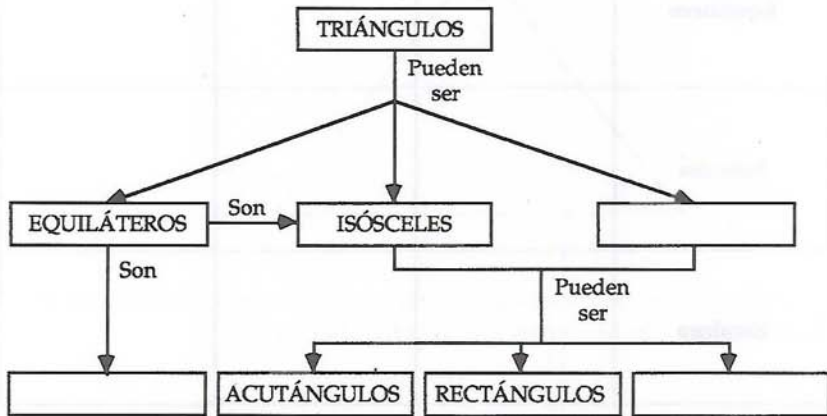 TRIÁNGULOS
Pueden
ser
EQUILÁTEROS
Son
ISÓSCELES
Son
Pueden
ser
ACUTÁNGULOS
RECTÁNGULOS